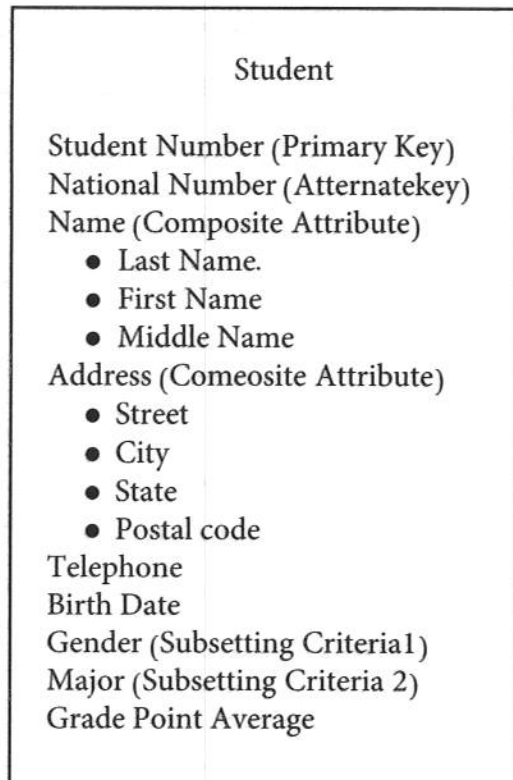 Student
Student Number (Primary Key)
National Number (Atternatekey)
Name (Composite Attribute)
● Last Name.
● First Name
● Middle Name
Address (Comeosite Attribute)
● Street
● City
● State
● Postal code
Telephone
Birth Date
Gender (Subsetting Criteria1)
Major (Subsetting Criteria 2)
Grade Point Average